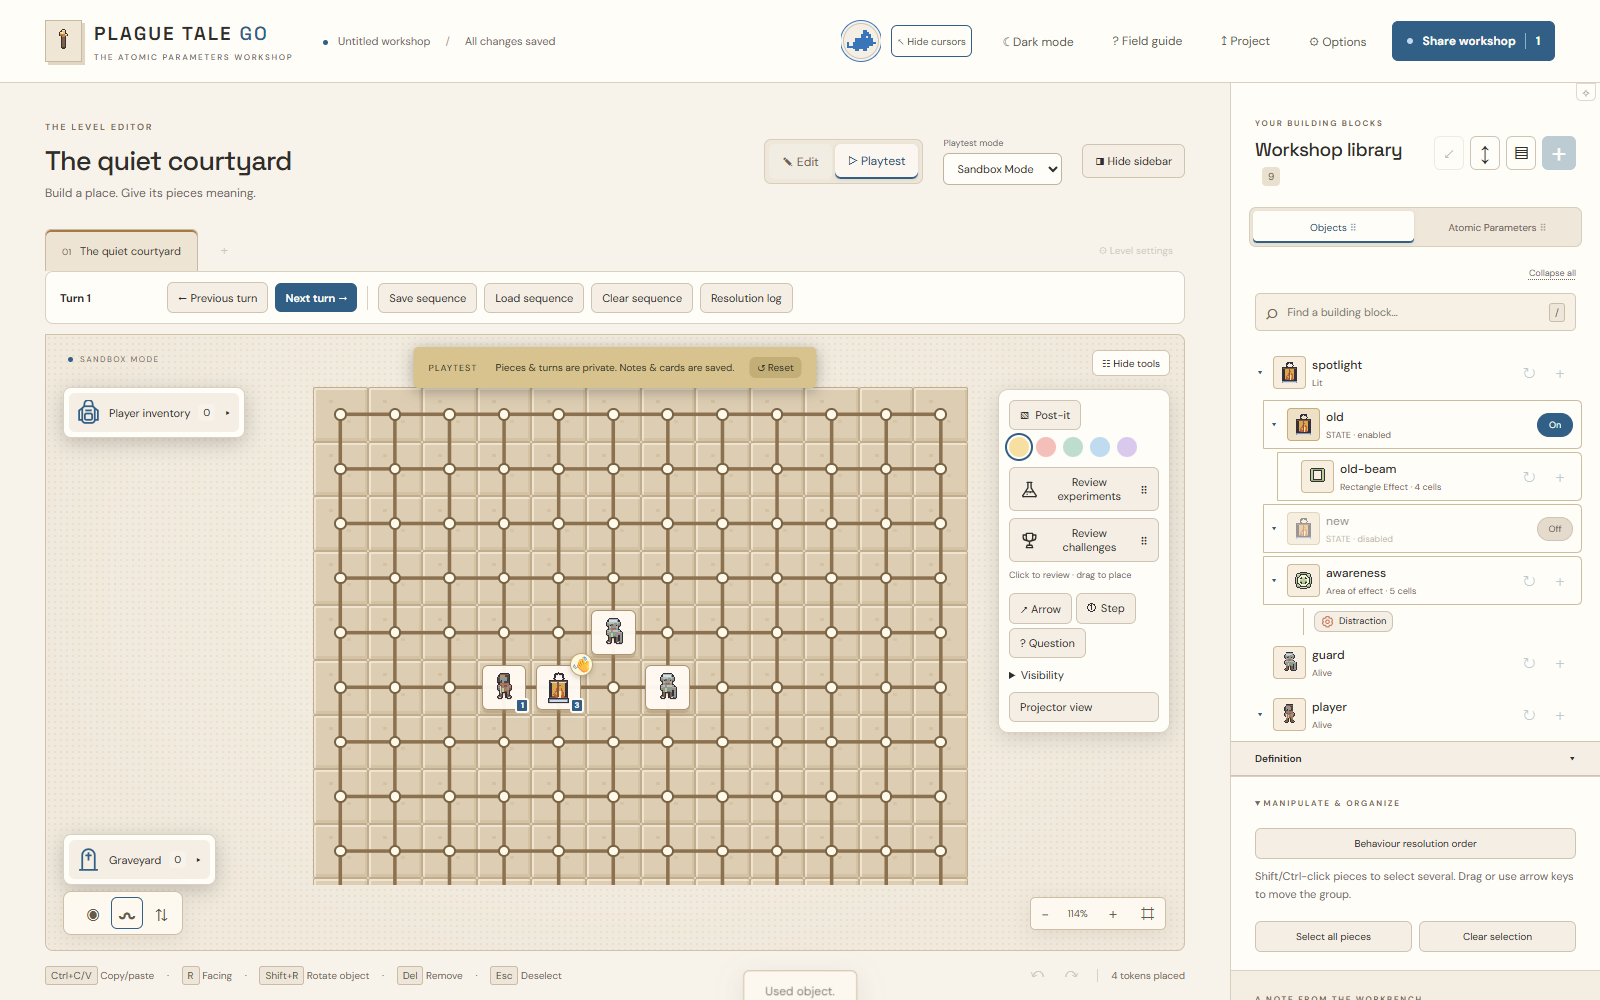 PLAGUE TALE GO
THE ATOMIC PARAMETERS WORKSHOP
Untitled workshop / All changes saved
Hide cursors
Dark mode
? Field guide
Project
Options
Share workshop | 1
THE LEVEL EDITOR
The quiet courtyard
Build a place. Give its pieces meaning.
Edit
Playtest
Playtest mode
Sandbox Mode
Hide sidebar
01 The quiet courtyard
+
Level settings
Turn 1
← Previous turn
Next turn →
Save sequence
Load sequence
Clear sequence
Resolution log
SANDBOX MODE
PLAYTEST Pieces & turns are private. Notes & cards are saved. ↺ Reset
Hide tools
Player inventory 0
Post-it
Review experiments
Review challenges
Click to review · drag to place
↗ Arrow
Step
? Question
Visibility
Projector view
1
3
Graveyard 0
− 114% +
Ctrl+C/V Copy/paste · R Facing · Shift+R Rotate object · Del Remove · Esc Deselect
4 tokens placed
Used object.
YOUR BUILDING BLOCKS
Workshop library
9
Objects
Atomic Parameters
Collapse all
Find a building block…
/
spotlight
Lit
old
STATE · enabled
On
old-beam
Rectangle Effect · 4 cells
new
STATE · disabled
Off
awareness
Area of effect · 5 cells
Distraction
guard
Alive
player
Alive
Definition
MANIPULATE & ORGANIZE
Behaviour resolution order
Shift/Ctrl-click pieces to select several. Drag or use arrow keys
to move the group.
Select all pieces
Clear selection
A NOTE FROM THE WORKBENCH